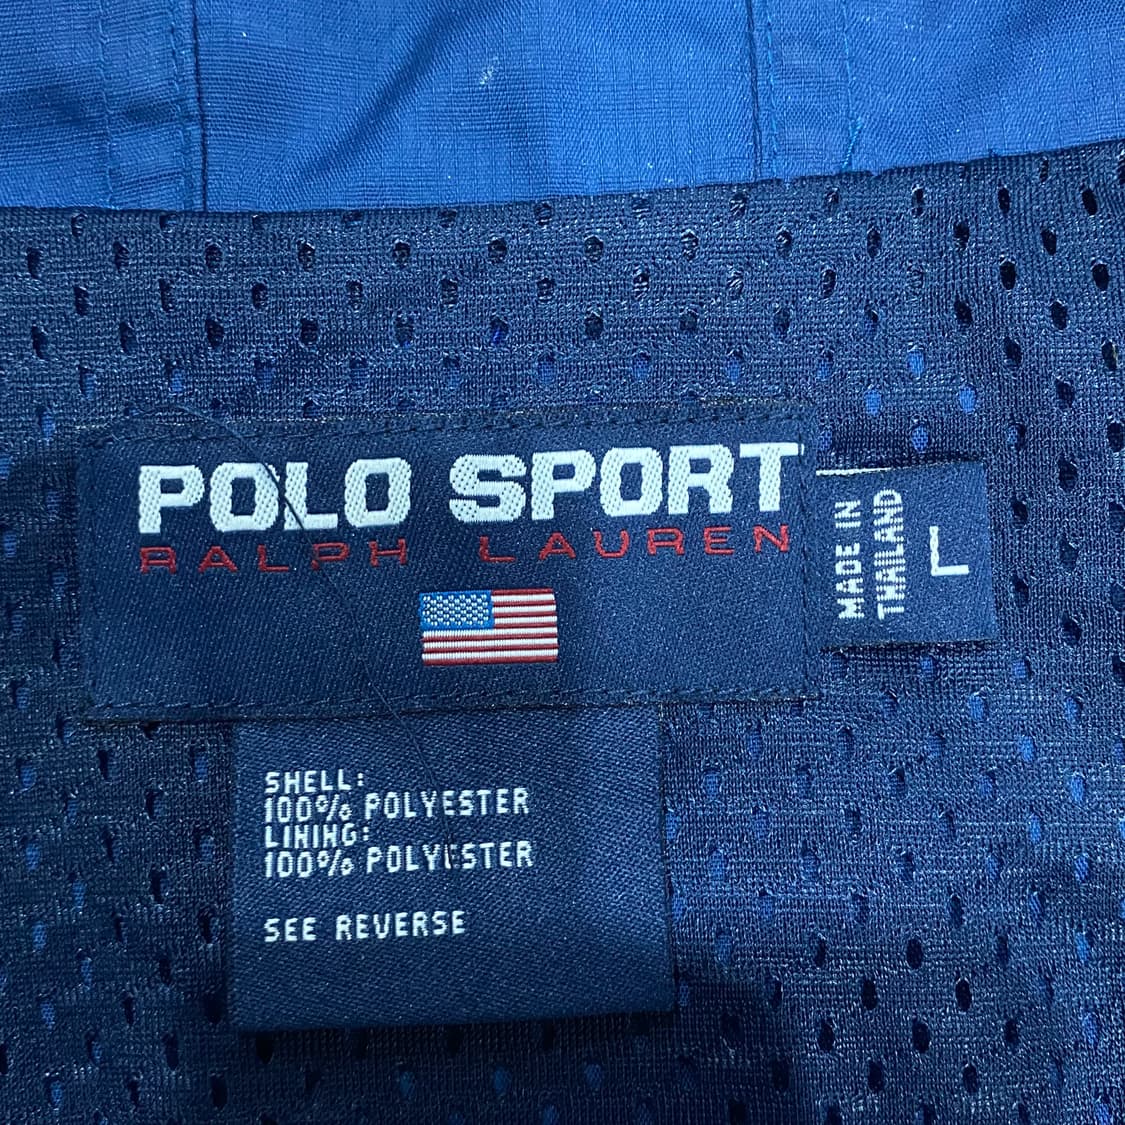 POLO SPORT
RALPH LAUREN
MADE IN
THAILAND
L
SHELL:
100% POLYESTER
LINING:
100% POLYESTER
SEE REVERSE